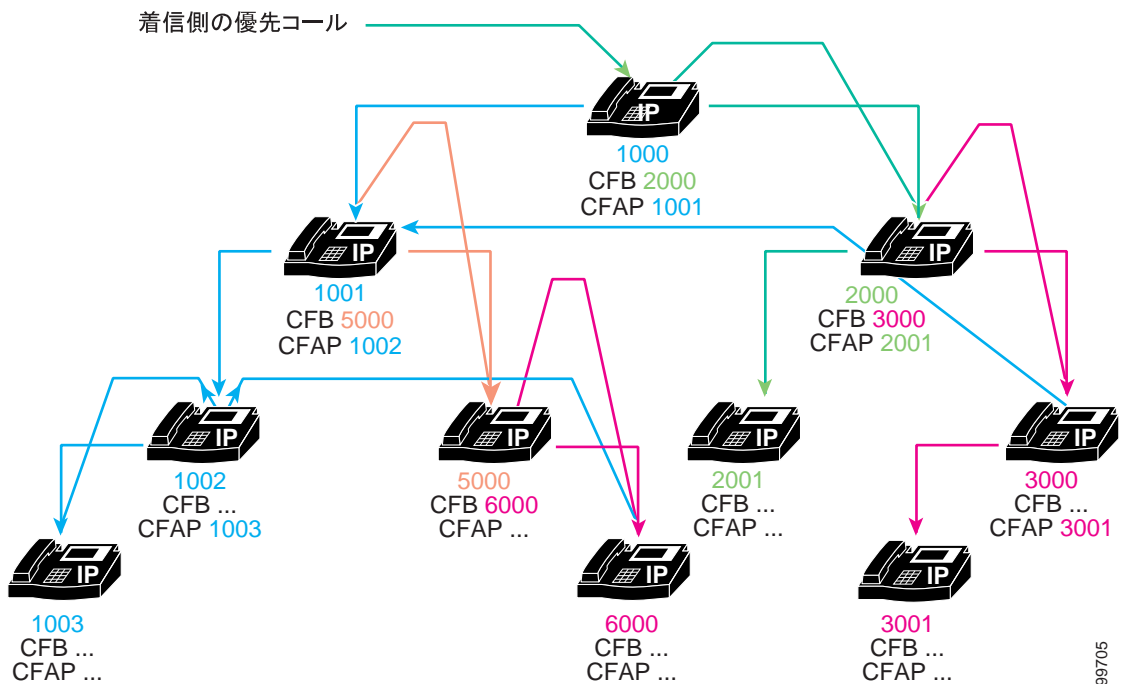 着信側の優先コール
IP
1000
CFB 2000
CFAP 1001
IP
1001
CFB 5000
CFAP 1002
IP
2000
CFB 3000
CFAP 2001
IP
1002
CFB ...
CFAP 1003
IP
5000
CFB 6000
CFAP ...
IP
2001
CFB ...
CFAP ...
IP
3000
CFB ...
CFAP 3001
IP
1003
CFB ...
CFAP ...
IP
6000
CFB ...
CFAP ...
IP
3001
CFB ...
CFAP ...
99705